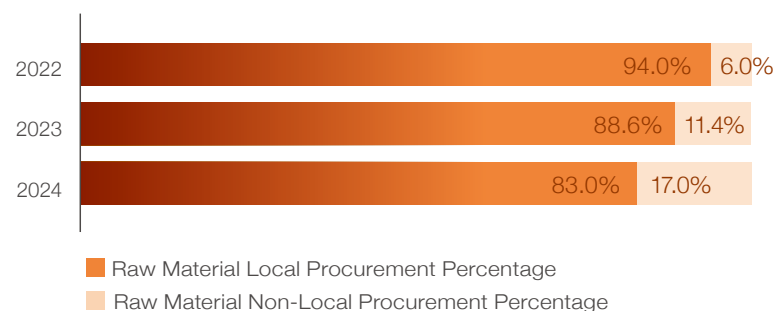 2022 94.0% 6.0%
2023 88.6% 11.4%
2024 83.0% 17.0%
Raw Material Local Procurement Percentage
Raw Material Non-Local Procurement Percentage